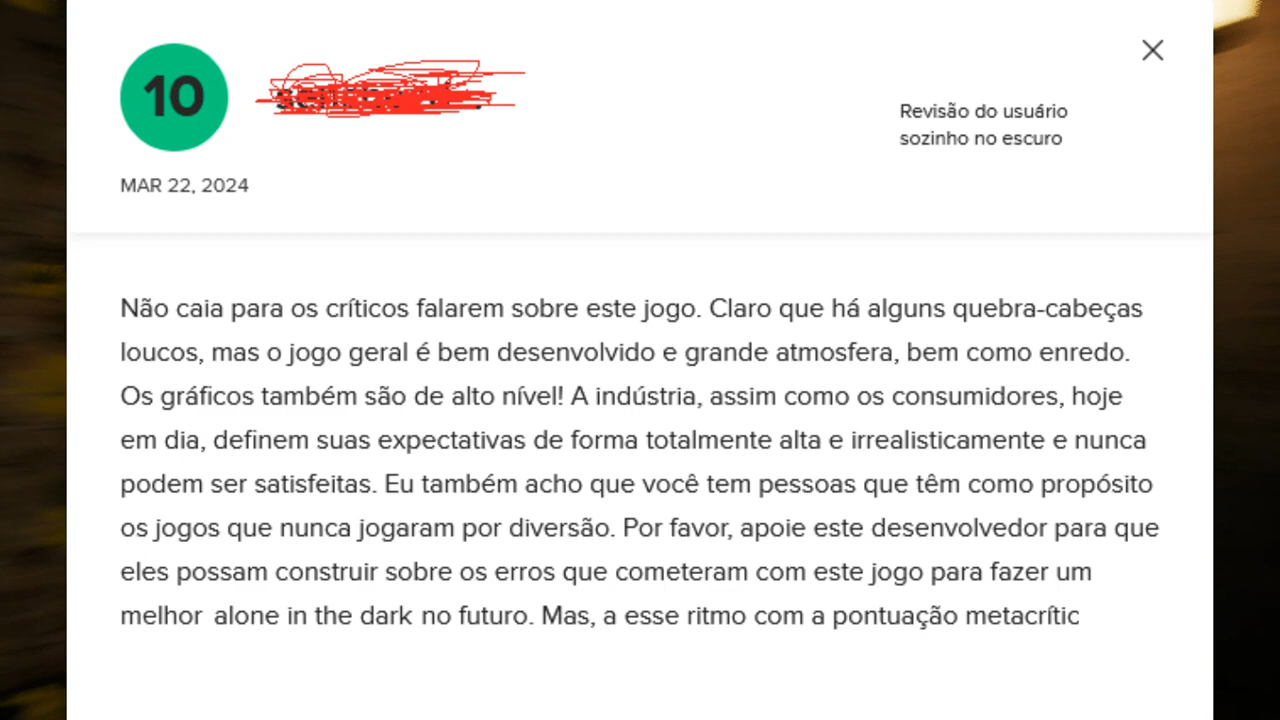 10
Revisão do usuário
sozinho no escuro
MAR 22, 2024
Não caia para os críticos falarem sobre este jogo. Claro que há alguns quebra-cabeças
loucos, mas o jogo geral é bem desenvolvido e grande atmosfera, bem como enredo.
Os gráficos também são de alto nível! A indústria, assim como os consumidores, hoje
em dia, definem suas expectativas de forma totalmente alta e irrealisticamente e nunca
podem ser satisfeitas. Eu também acho que você tem pessoas que têm como propósito
os jogos que nunca jogaram por diversão. Por favor, apoie este desenvolvedor para que
eles possam construir sobre os erros que cometeram com este jogo para fazer um
melhor alone in the dark no futuro. Mas, a esse ritmo com a pontuação metacrític